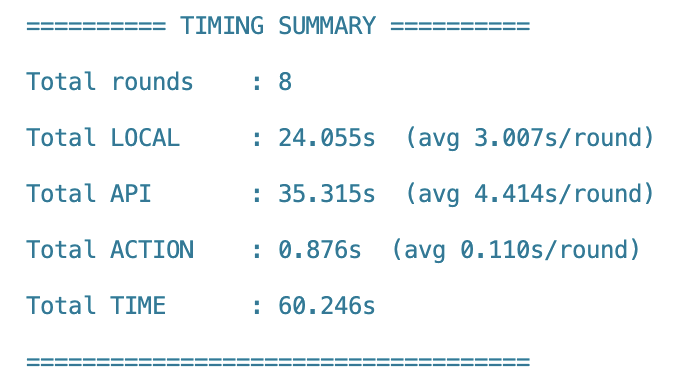 ========== TIMING SUMMARY ==========
Total rounds    : 8
Total LOCAL     : 24.055s  (avg 3.007s/round)
Total API       : 35.315s  (avg 4.414s/round)
Total ACTION    : 0.876s  (avg 0.110s/round)
Total TIME      : 60.246s
====================================